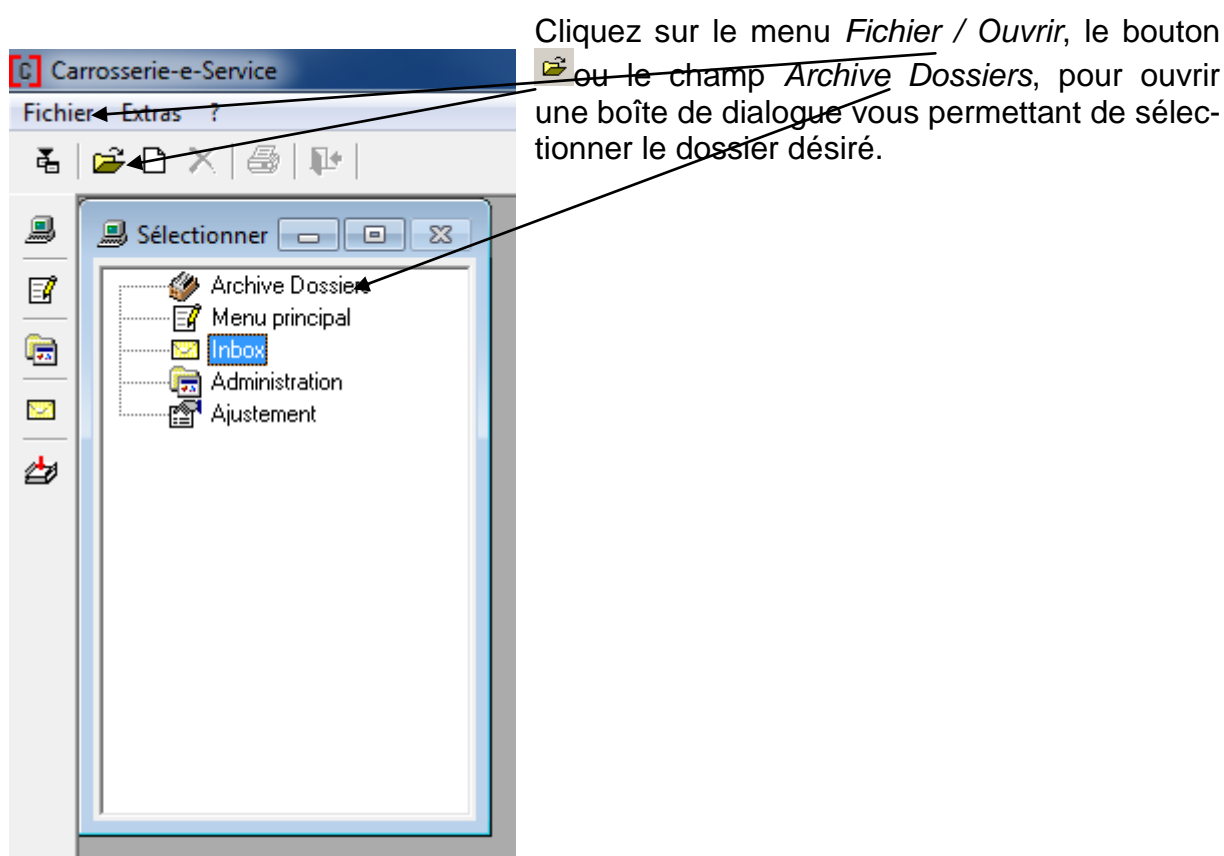 Cliquez sur le menu Fichier / Ouvrir, le bouton
ou le champ Archive Dossiers, pour ouvrir
une boîte de dialogue vous permettant de sélec-
tionner le dossier désiré.
Carrosserie-e-Service
Fichier Extras ?
Sélectionner
Archive Dossiers
Menu principal
Inbox
Administration
Ajustement